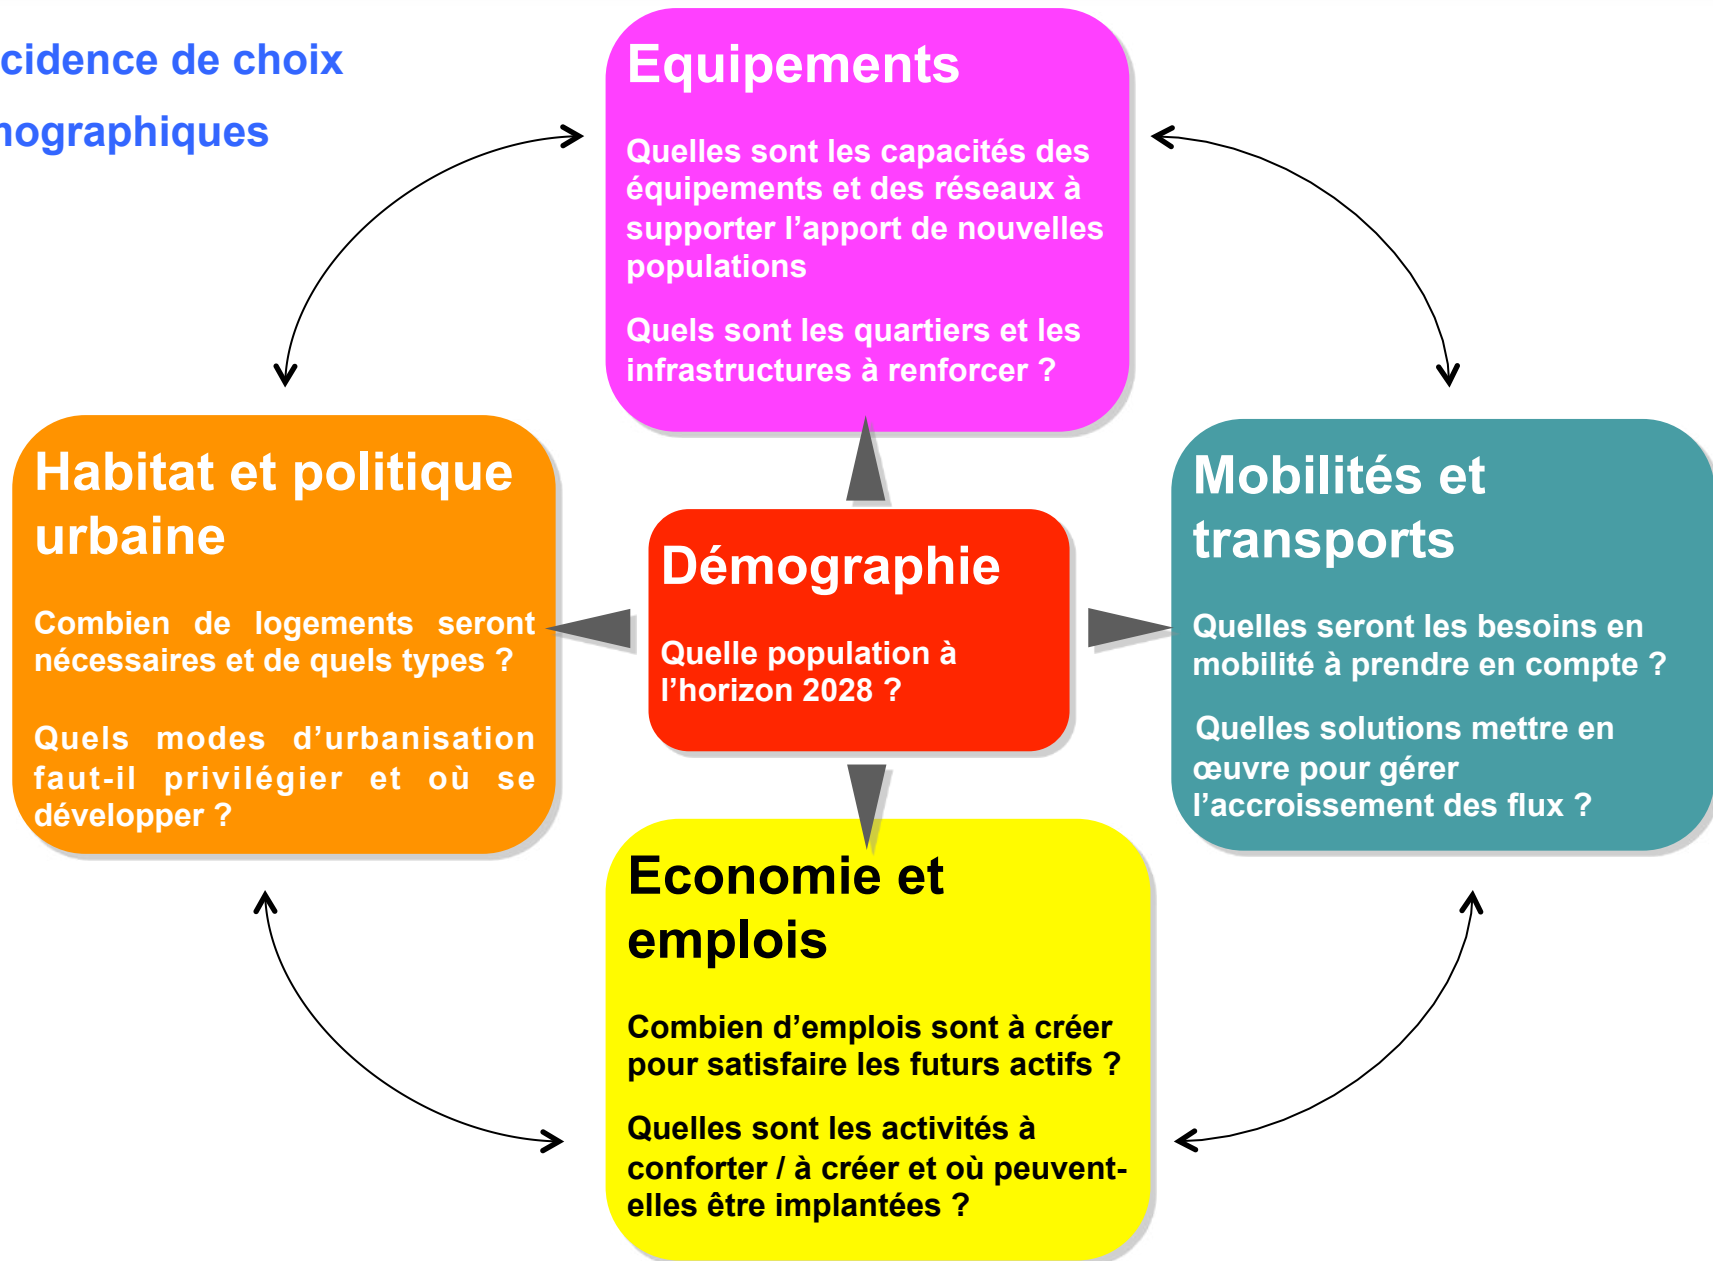 cidence de choix
mographiques
Equipements
Quelles sont les capacités des
équipements et des réseaux à
supporter l’apport de nouvelles
populations
Quels sont les quartiers et les
infrastructures à renforcer ?
Habitat et politique
urbaine
Combien de logements seront
nécessaires et de quels types ?
Quels modes d’urbanisation
faut-il privilégier et où se
développer ?
Démographie
Quelle population à
l’horizon 2028 ?
Mobilités et
transports
Quelles seront les besoins en
mobilité à prendre en compte ?
Quelles solutions mettre en
œuvre pour gérer
l’accroissement des flux ?
Economie et
emplois
Combien d’emplois sont à créer
pour satisfaire les futurs actifs ?
Quelles sont les activités à
conforter / à créer et où peuvent-
elles être implantées ?